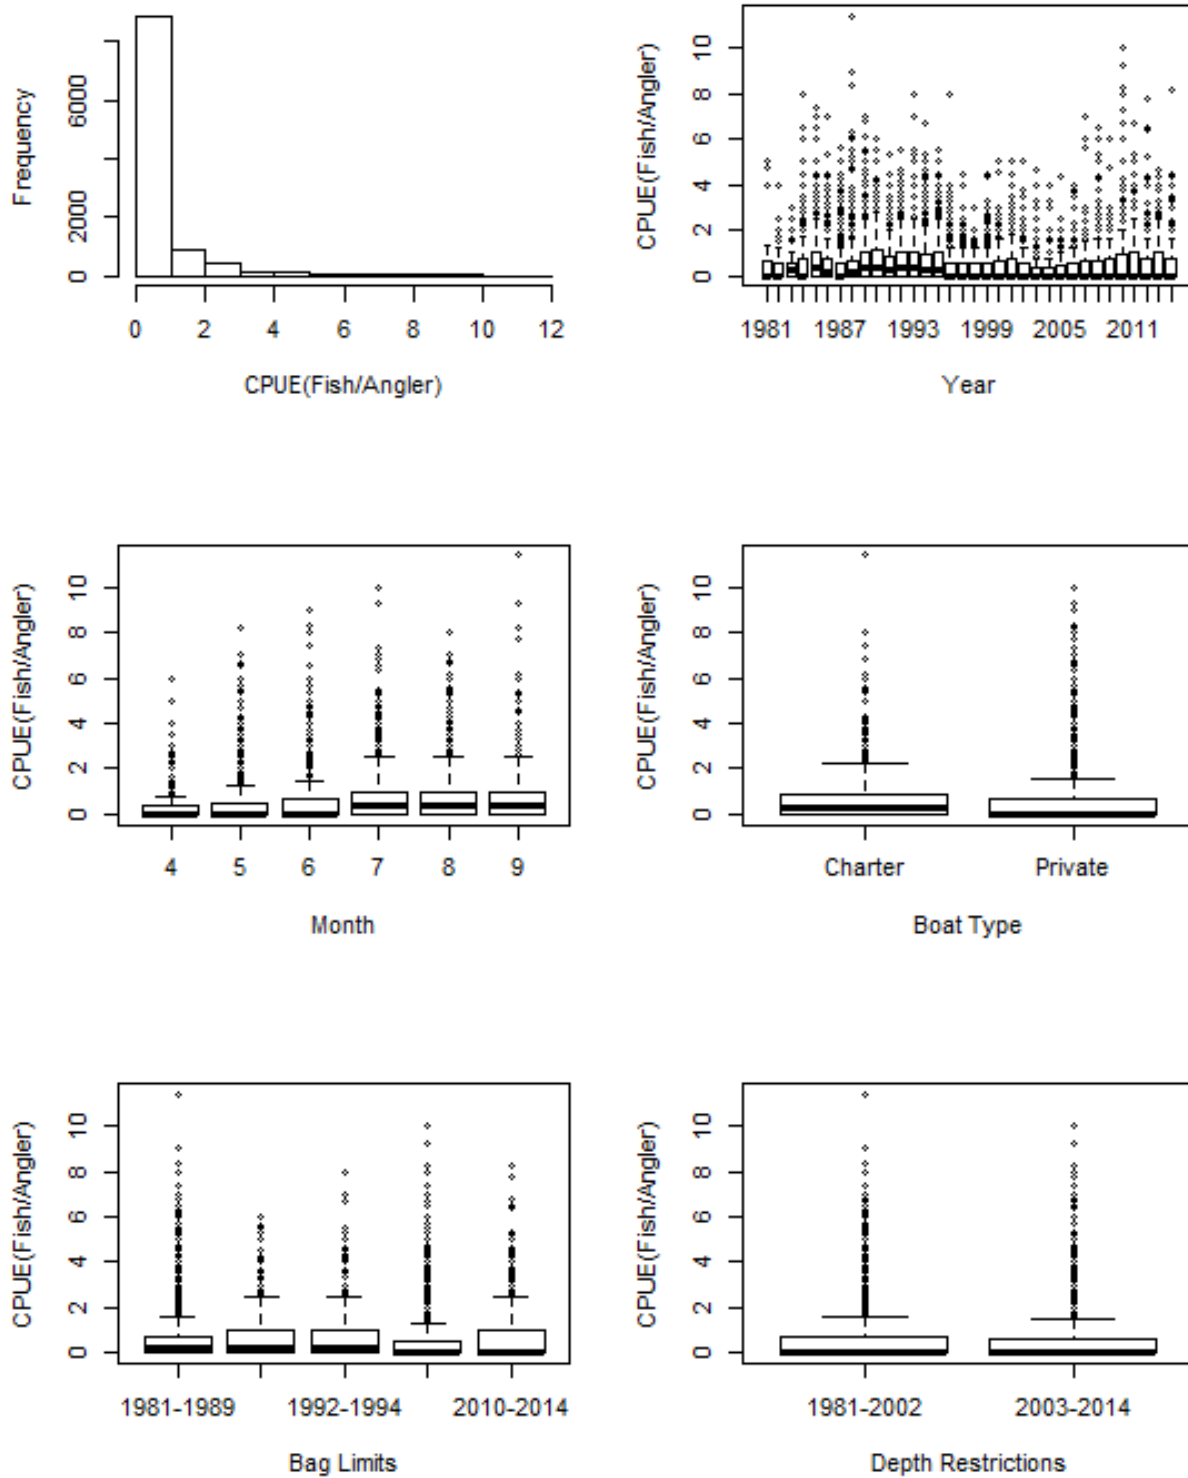 Frequency
0 2000 6000
0 2 4 6 8 10 12
CPUE(Fish/Angler)
CPUE(Fish/Angler)
0 2 4 6 8 10
1981 1987 1993 1999 2005 2011
Year
CPUE(Fish/Angler)
0 2 4 6 8 10
4 5 6 7 8 9
Month
CPUE(Fish/Angler)
0 2 4 6 8 10
Charter Private
Boat Type
CPUE(Fish/Angler)
0 2 4 6 8 10
1981-1989 1992-1994 2010-2014
Bag Limits
CPUE(Fish/Angler)
0 2 4 6 8 10
1981-2002 2003-2014
Depth Restrictions